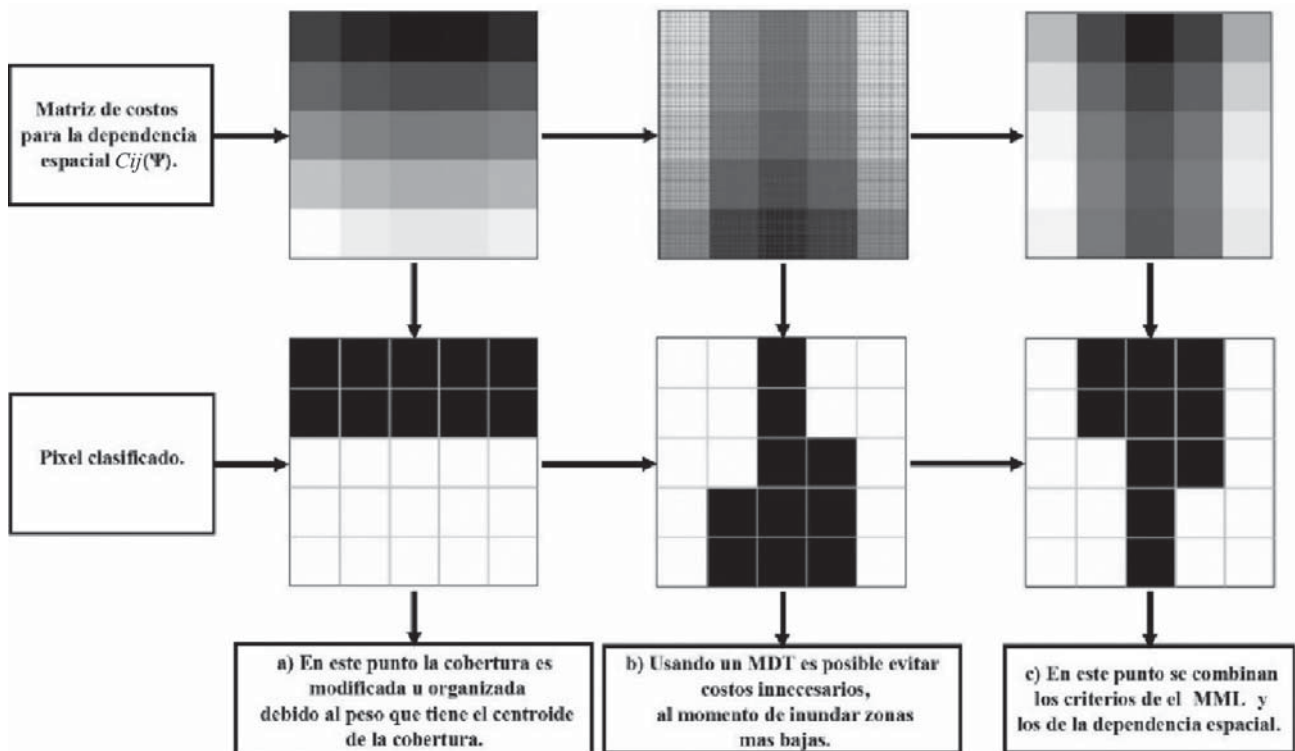 Matriz de costos
para la dependencia
espacial Cij(Ψ).
Pixel clasificado.
a) En este punto la cobertura es
modificada u organizada
debido al peso que tiene el centroide
de la cobertura.
b) Usando un MDT es posible evitar
costos innecesarios,
al momento de inundar zonas
mas bajas.
c) En este punto se combinan
los criterios de el MML y
los de la dependencia espacial.